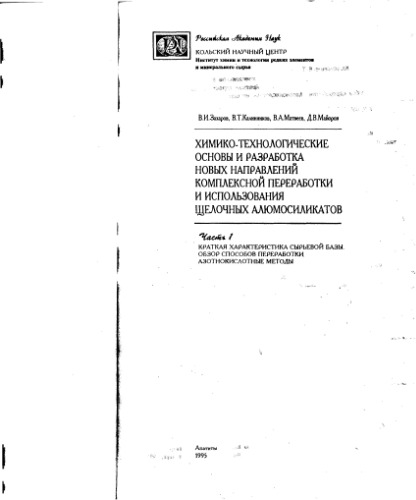 Российская Академия Наук
КОЛЬСКИЙ НАУЧНЫЙ ЦЕНТР
Институт химии и технологии редких элементов
и минерального сырья
В.И.Захаров, В.Т.Калинников, В.А.Матвеев, Д.В.Майоров
ХИМИКО-ТЕХНОЛОГИЧЕСКИЕ
ОСНОВЫ И РАЗРАБОТКА
НОВЫХ НАПРАВЛЕНИЙ
КОМПЛЕКСНОЙ ПЕРЕРАБОТКИ
И ИСПОЛЬЗОВАНИЯ
ЩЕЛОЧНЫХ АЛЮМОСИЛИКАТОВ
Часть 1
КРАТКАЯ ХАРАКТЕРИСТИКА СЫРЬЕВОЙ БАЗЫ.
ОБЗОР СПОСОБОВ ПЕРЕРАБОТКИ.
АЗОТНОКИСЛОТНЫЕ МЕТОДЫ
Апатиты
1995